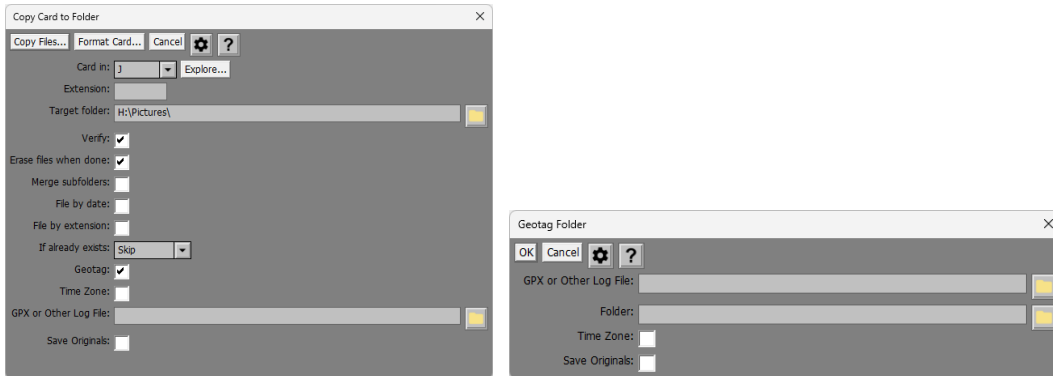 Copy Card to Folder
Copy Files... Format Card... Cancel ?
Card in: J Explore...
Extension:
Target folder: H:\Pictures\
Verify:
Erase files when done:
Merge subfolders:
File by date:
File by extension:
If already exists: Skip
Geotag:
Time Zone:
GPX or Other Log File:
Save Originals:
Geotag Folder
OK Cancel ?
GPX or Other Log File:
Folder:
Time Zone:
Save Originals: